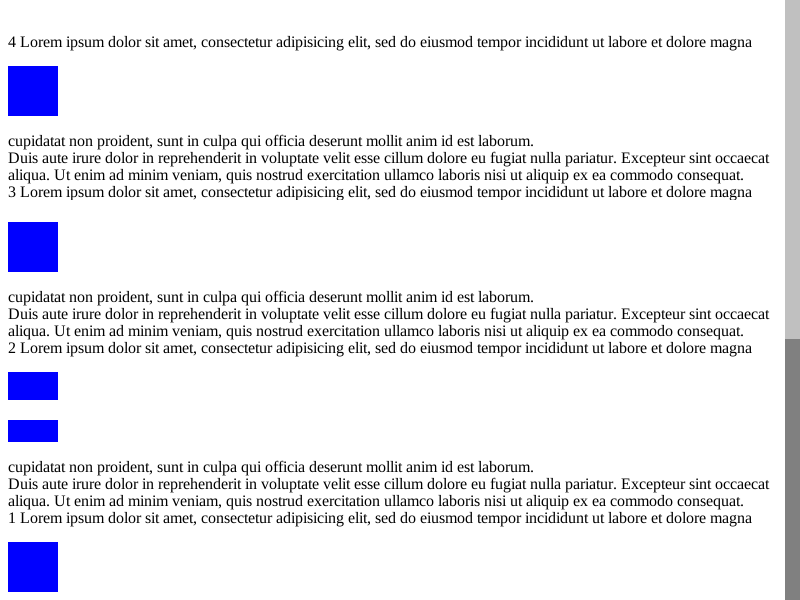 4 Lorem ipsum dolor sit amet, consectetur adipisicing elit, sed do eiusmod tempor incididunt ut labore et dolore magna
cupidatat non proident, sunt in culpa qui officia deserunt mollit anim id est laborum.
Duis aute irure dolor in reprehenderit in voluptate velit esse cillum dolore eu fugiat nulla pariatur. Excepteur sint occaecat
aliqua. Ut enim ad minim veniam, quis nostrud exercitation ullamco laboris nisi ut aliquip ex ea commodo consequat.
3 Lorem ipsum dolor sit amet, consectetur adipisicing elit, sed do eiusmod tempor incididunt ut labore et dolore magna
cupidatat non proident, sunt in culpa qui officia deserunt mollit anim id est laborum.
Duis aute irure dolor in reprehenderit in voluptate velit esse cillum dolore eu fugiat nulla pariatur. Excepteur sint occaecat
aliqua. Ut enim ad minim veniam, quis nostrud exercitation ullamco laboris nisi ut aliquip ex ea commodo consequat.
2 Lorem ipsum dolor sit amet, consectetur adipisicing elit, sed do eiusmod tempor incididunt ut labore et dolore magna
cupidatat non proident, sunt in culpa qui officia deserunt mollit anim id est laborum.
Duis aute irure dolor in reprehenderit in voluptate velit esse cillum dolore eu fugiat nulla pariatur. Excepteur sint occaecat
aliqua. Ut enim ad minim veniam, quis nostrud exercitation ullamco laboris nisi ut aliquip ex ea commodo consequat.
1 Lorem ipsum dolor sit amet, consectetur adipisicing elit, sed do eiusmod tempor incididunt ut labore et dolore magna